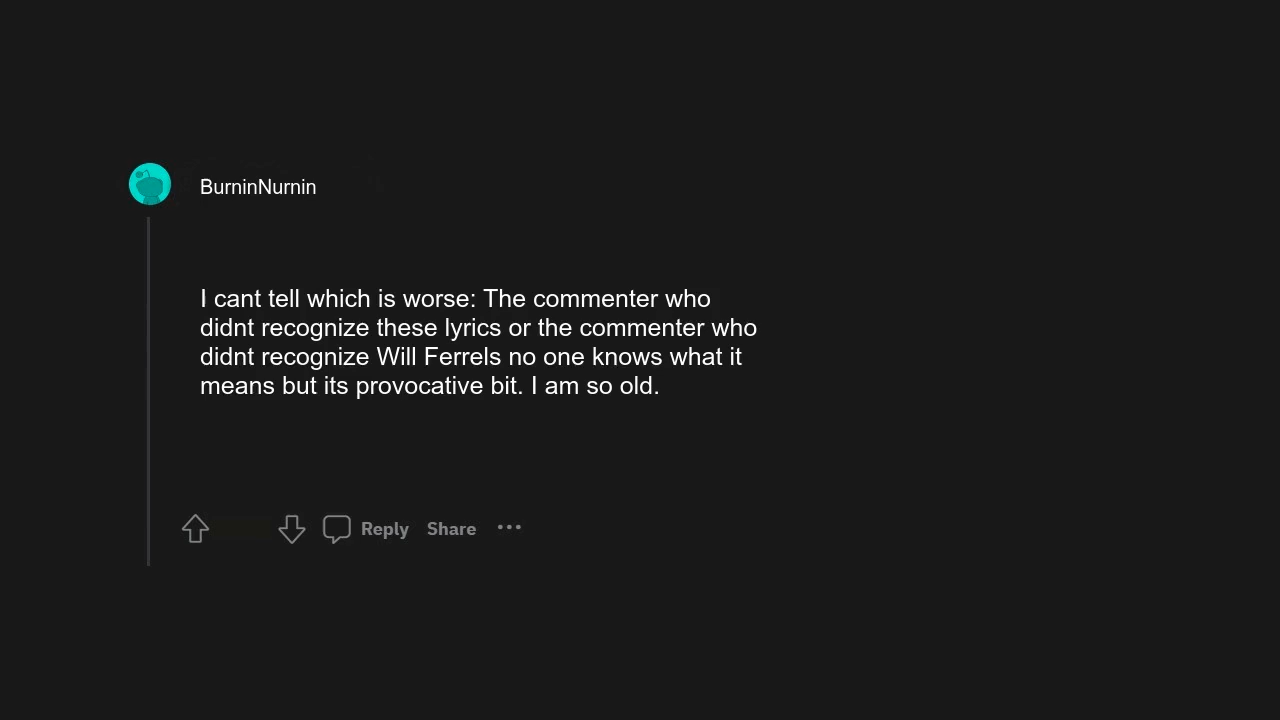 BurninNurnin
I cant tell which is worse: The commenter who
didnt recognize these lyrics or the commenter who
didnt recognize Will Ferrels no one knows what it
means but its provocative bit. I am so old.
Reply Share